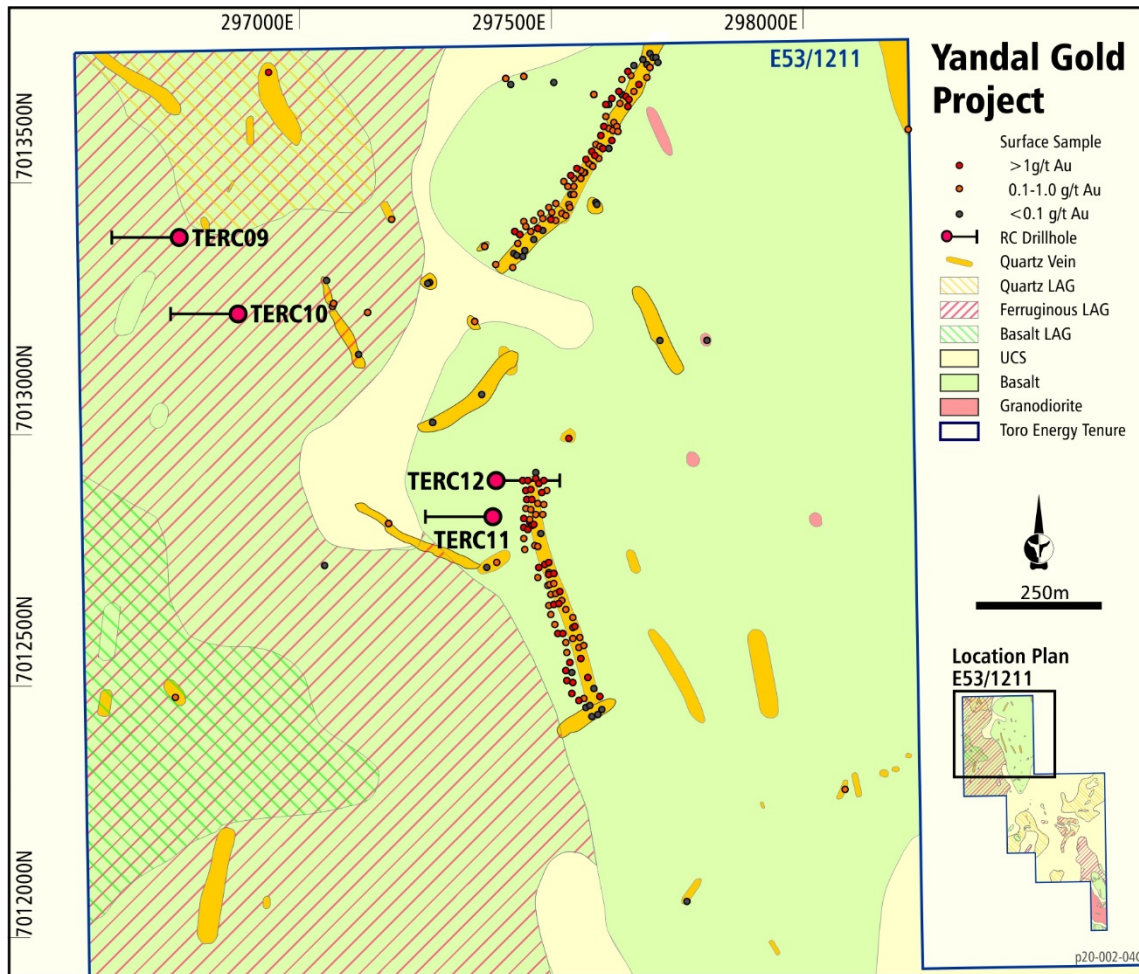 297000E
297500E
298000E
7013500N
7013000N
7012500N
7012000N
E53/1211
TERC09
TERC10
TERC12
TERC11
Yandal Gold
Project
Surface Sample
>1g/t Au
0.1-1.0 g/t Au
<0.1 g/t Au
RC Drillhole
Quartz Vein
Quartz LAG
Ferruginous LAG
Basalt LAG
UCS
Basalt
Granodiorite
Toro Energy Tenure
250m
Location Plan
E53/1211